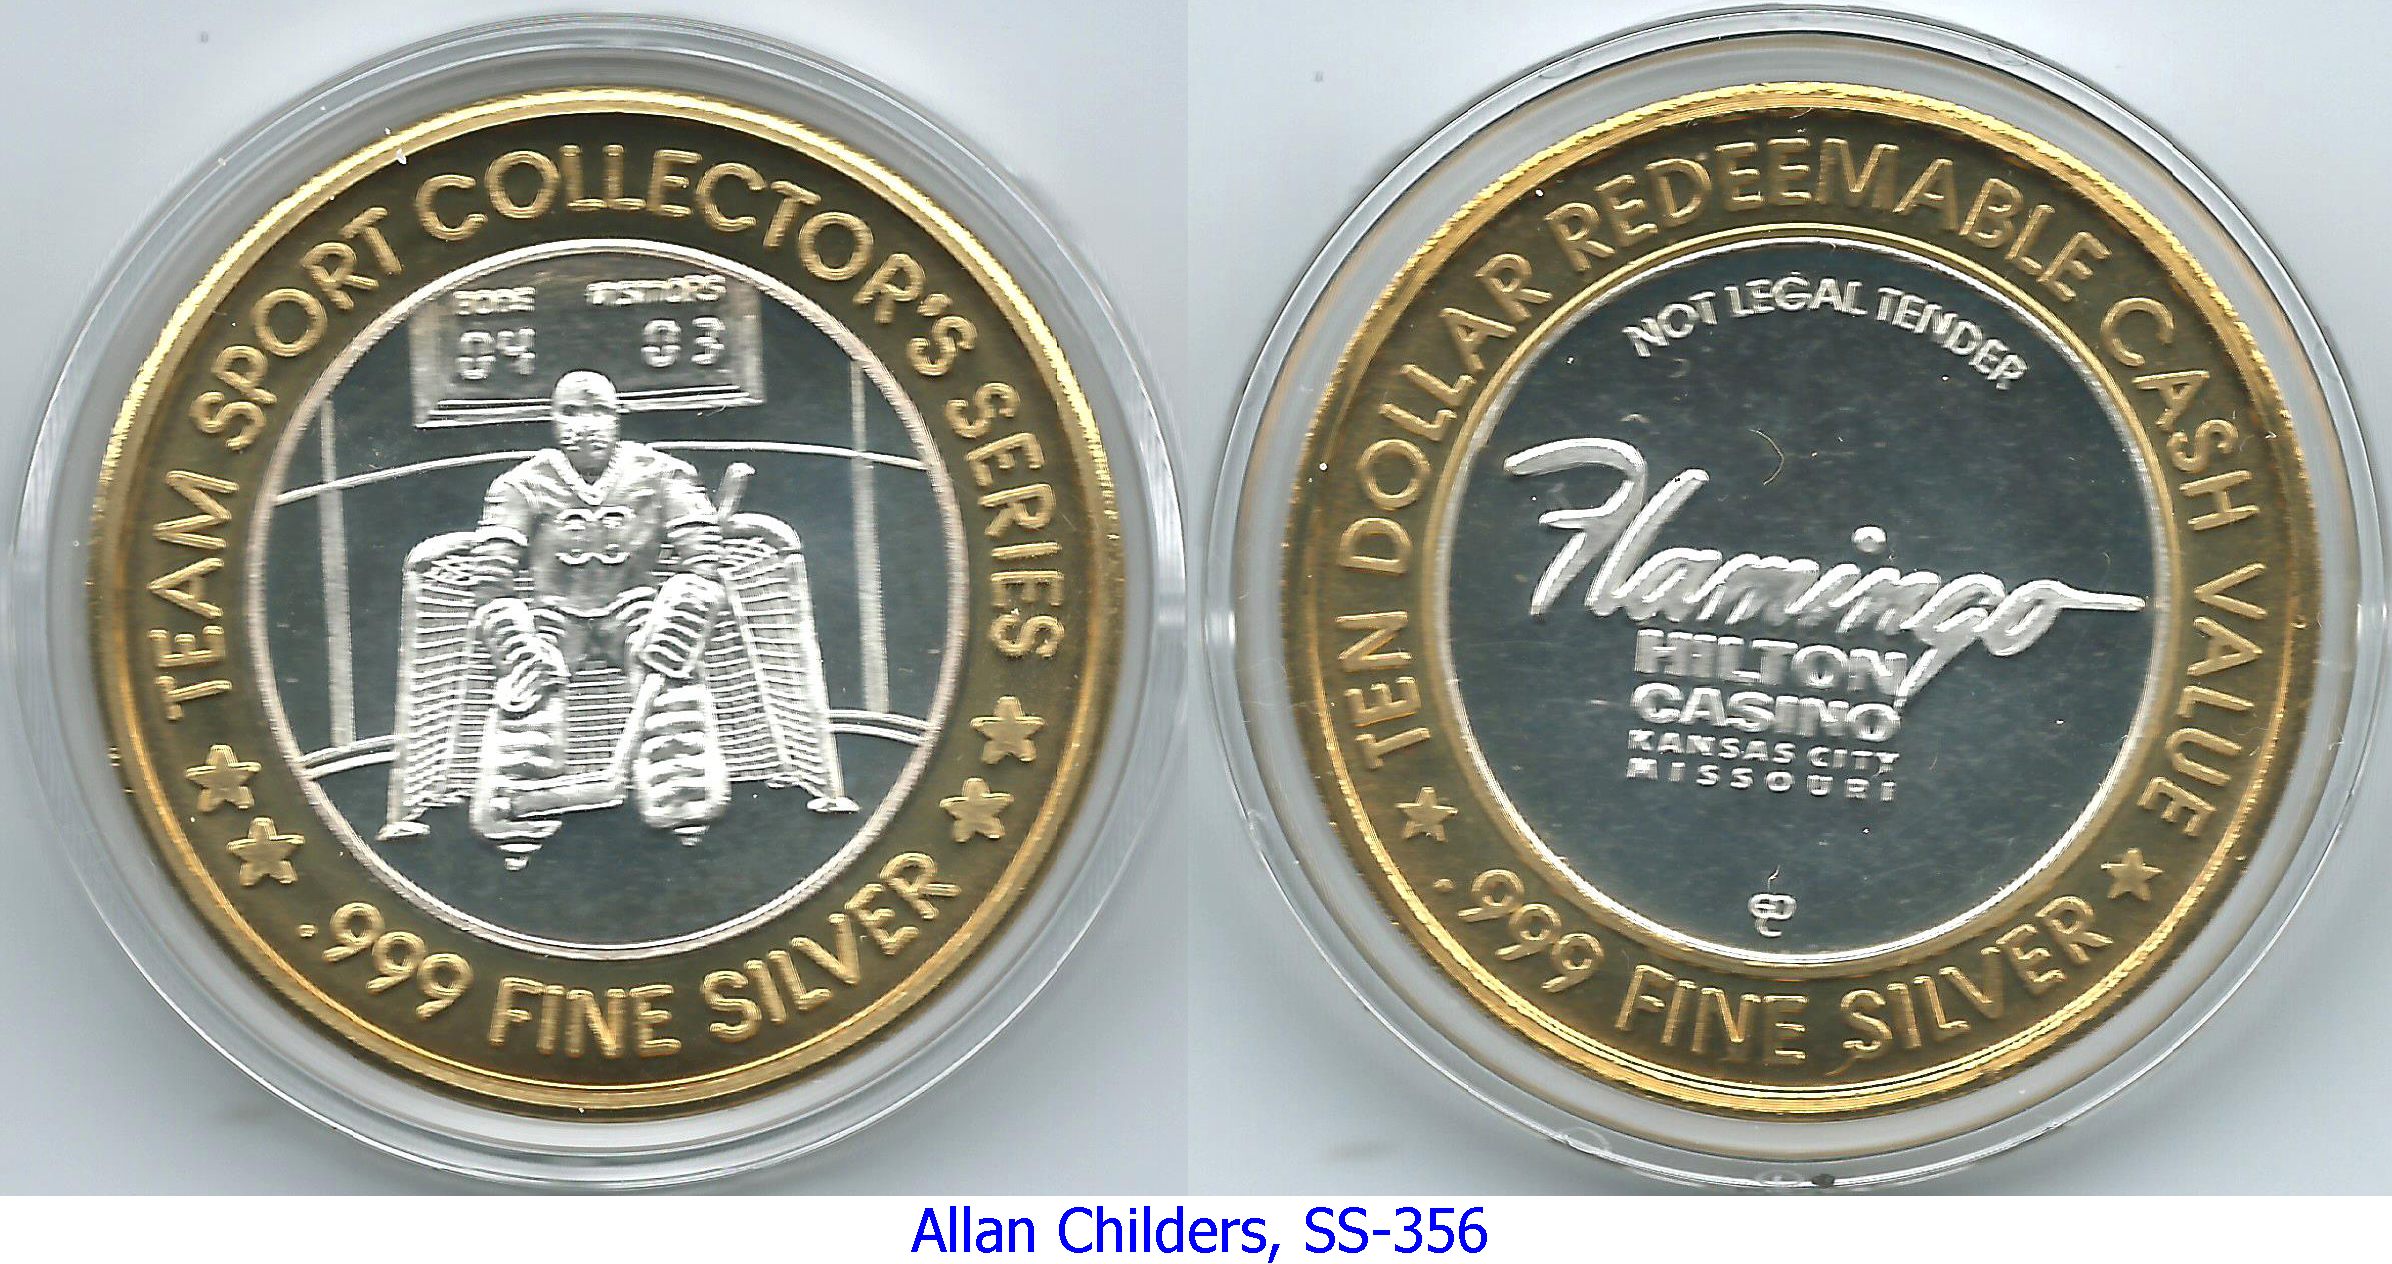 TEAM SPORT COLLECTOR'S SERIES
VISITORS
04 03
.999 FINE SILVER
TEN DOLLAR REDEEMABLE CASH VALUE
NOT LEGAL TENDER
Flamingo
HILTON
CASINO
KANSAS CITY
MISSOURI
.999 FINE SILVER
Allan Childers, SS-356